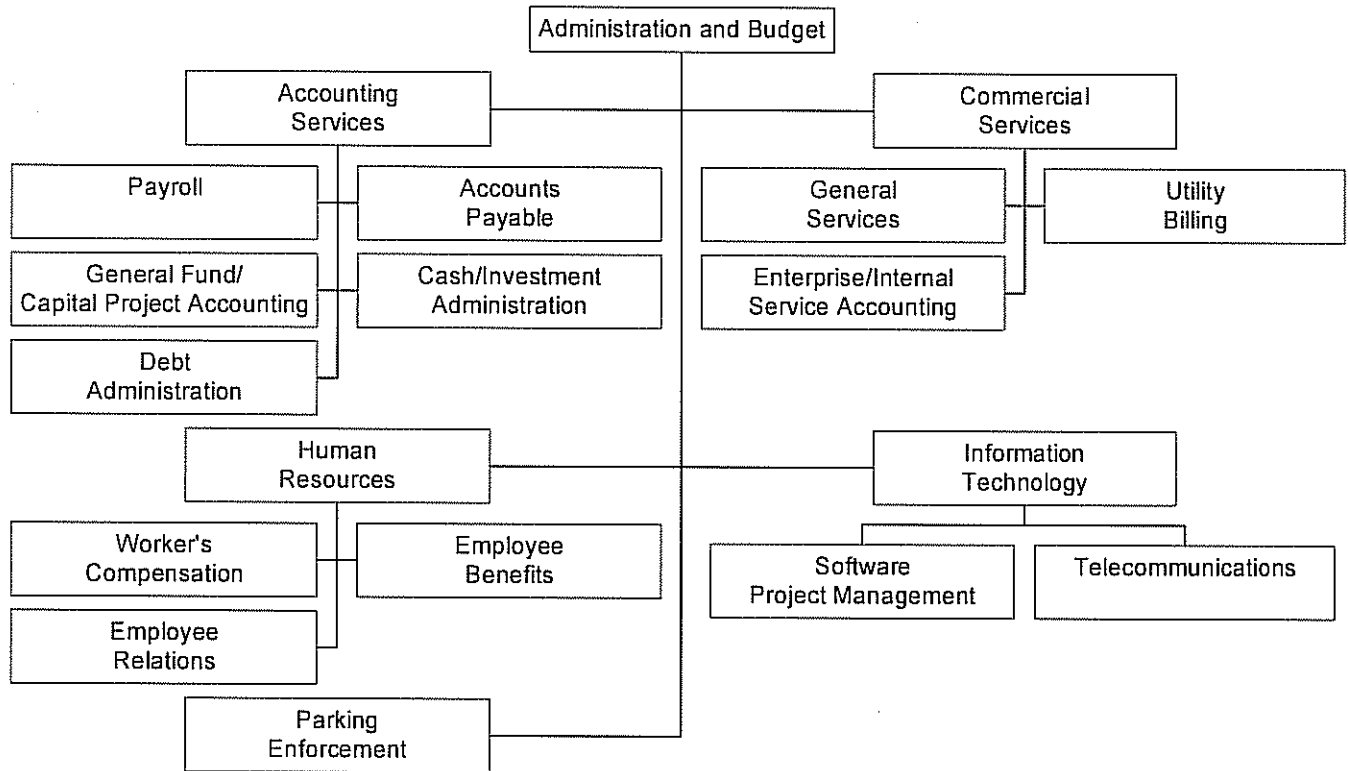 Administration and Budget
Accounting
Services
Commercial
Services
Payroll
Accounts
Payable
General
Services
Utility
Billing
General Fund/
Capital Project Accounting
Cash/Investment
Administration
Enterprise/Internal
Service Accounting
Debt
Administration
Human
Resources
Information
Technology
Worker's
Compensation
Employee
Benefits
Software
Project Management
Telecommunications
Employee
Relations
Parking
Enforcement